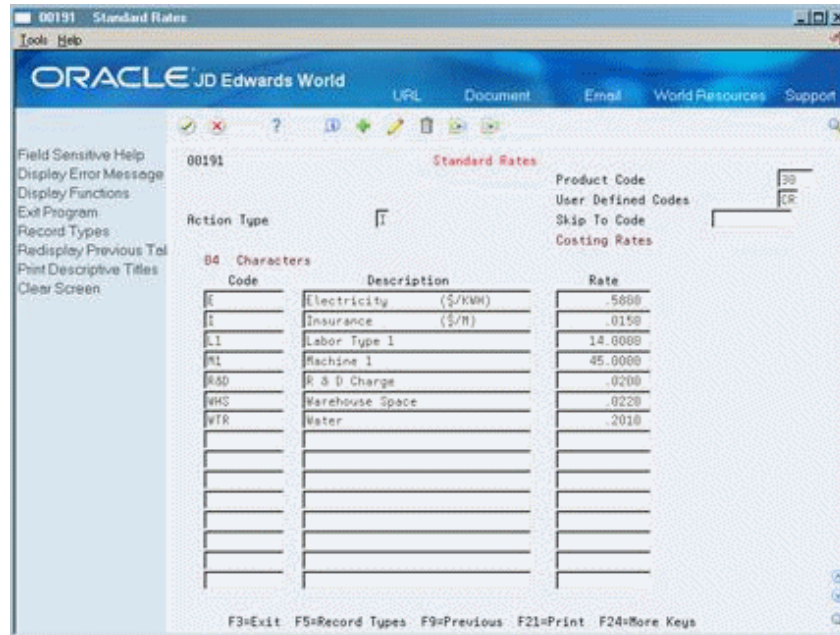 00191 Standard Rates
Tools Help
ORACLE JD Edwards World
URL Document Email World Resources Support
Field Sensitive Help
Display Error Message
Display Functions
Exit Program
Record Types
Redisplay Previous Tal
Print Descriptive Titles
Clear Screen
00191 Standard Rates
Product Code 30
User Defined Codes CR
Action Type I Skip To Code
Costing Rates
04 Characters
Code Description Rate
E Electricity ($/KWH) .5800
I Insurance ($/M) .0150
L1 Labor Type 1 14.0000
M1 Machine 1 45.0000
R&D R & D Charge .0200
WHS Warehouse Space .0220
WTR Water .2010
F3=Exit F5=Record Types F9=Previous F21=Print F24=More Keys